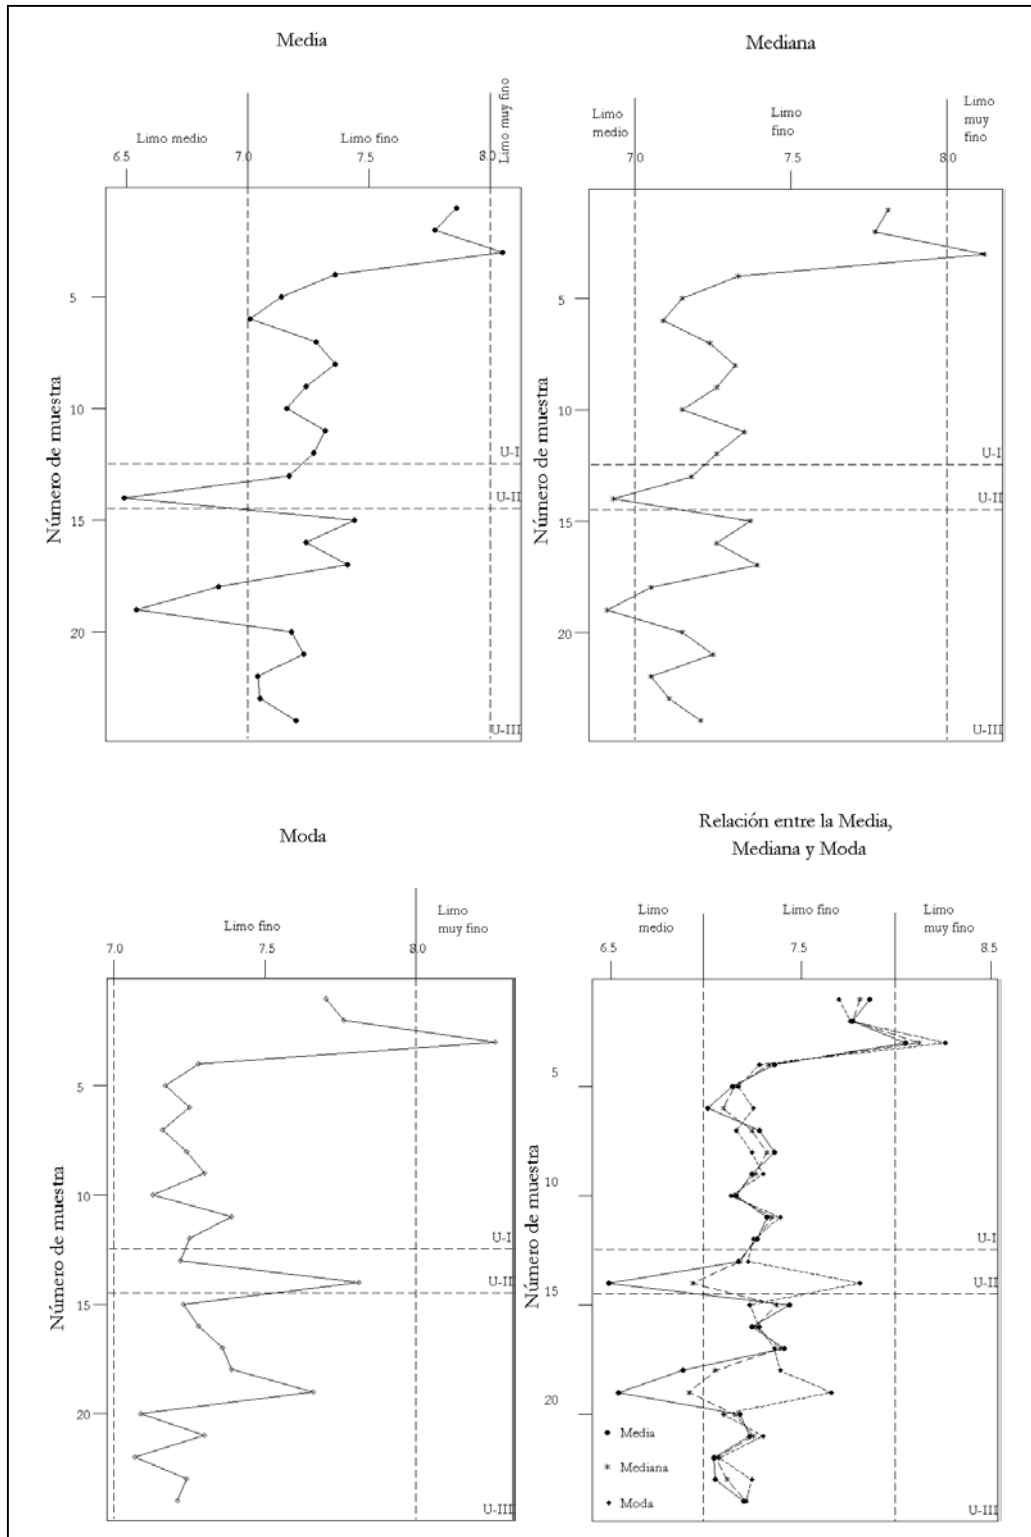 Media
Limo medio
Limo fino
Limo muy fino
6.5
7.0
7.5
8.0
5
10
15
20
Número de muestra
U-I
U-II
U-III
Mediana
Limo
medio
Limo
fino
Limo
muy
fino
7.0
7.5
8.0
5
10
15
20
Número de muestra
U-I
U-II
U-III
Moda
Limo fino
Limo
muy fino
7.0
7.5
8.0
5
10
15
20
Número de muestra
U-I
U-II
U-III
Relación entre la Media,
Mediana y Moda
Limo
medio
Limo fino
Limo
muy fino
6.5
7.5
8.5
5
10
15
20
Número de muestra
U-I
U-II
U-III
Media
Mediana
Moda